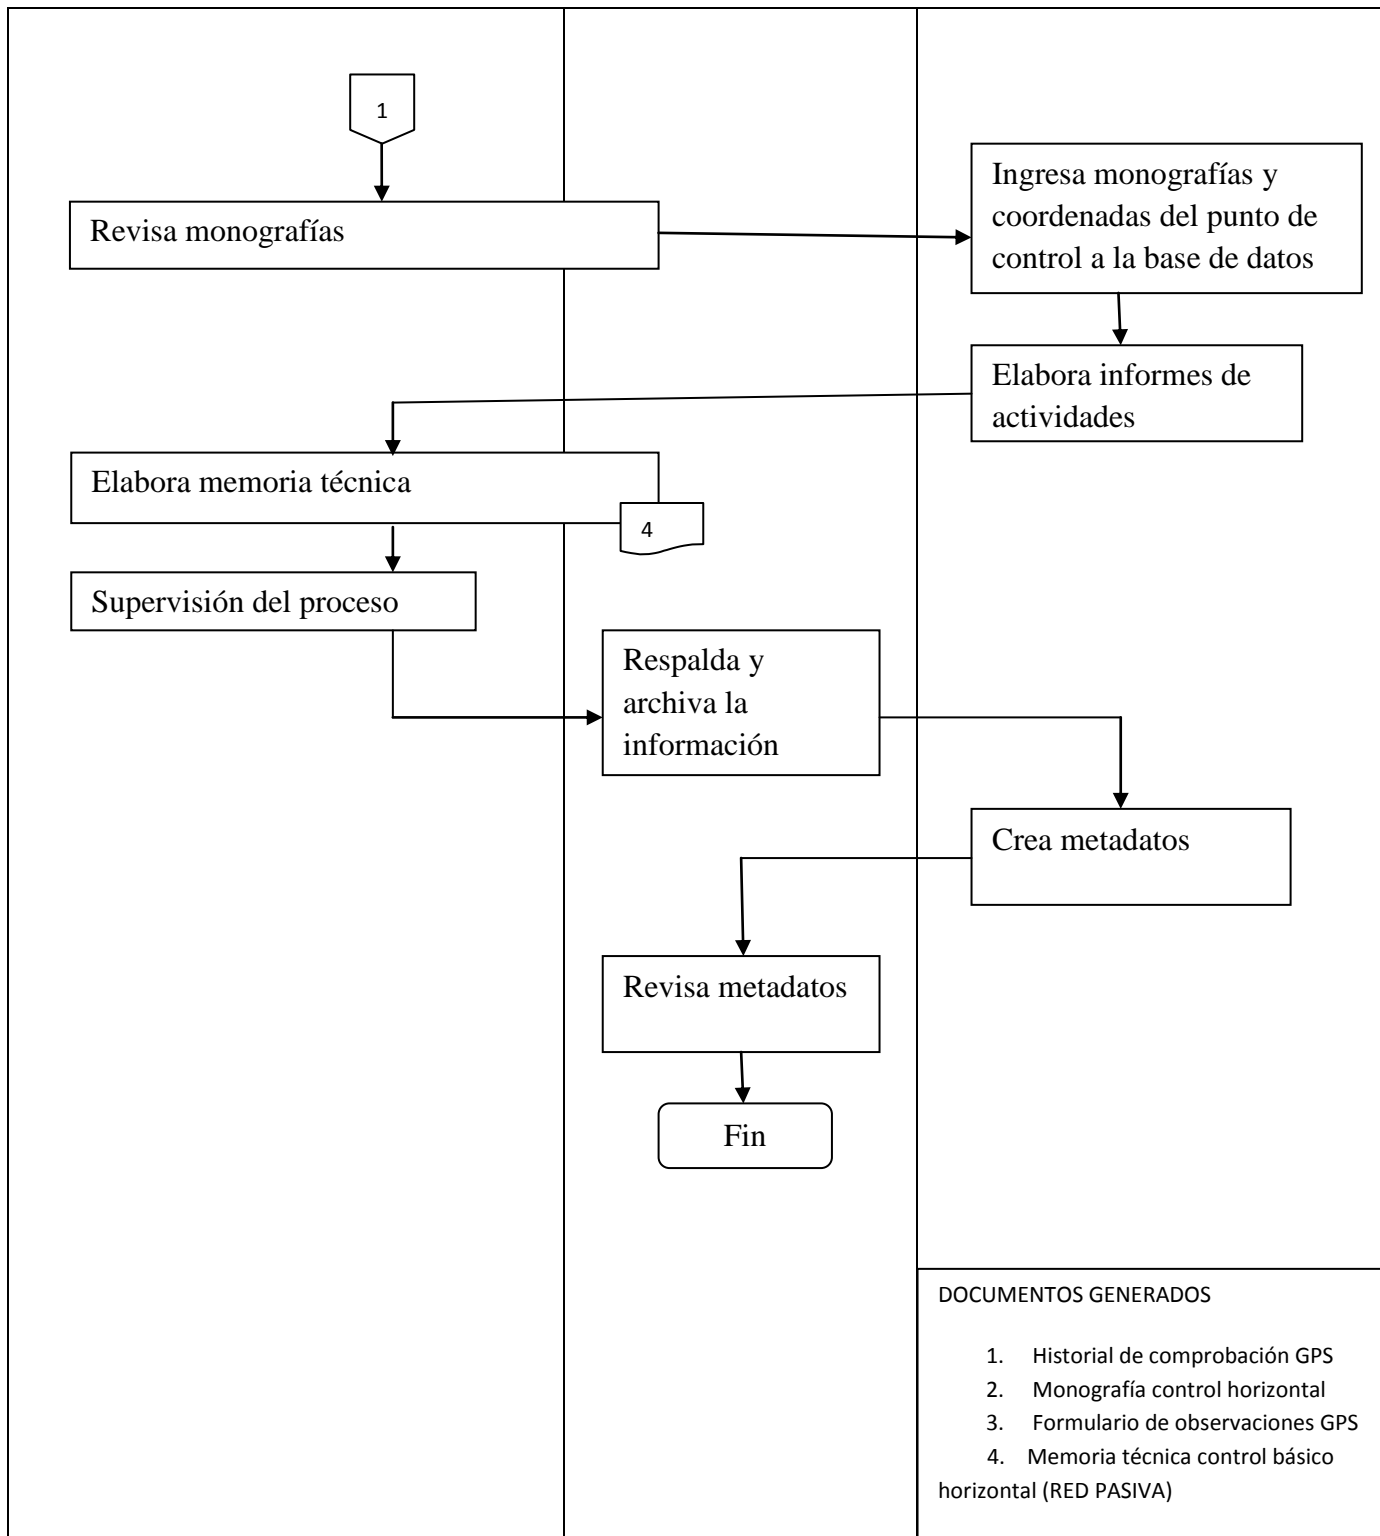 1
Revisa monografías
Ingresa monografías y
coordenadas del punto de
control a la base de datos
Elabora informes de
actividades
Elabora memoria técnica
4
Supervisión del proceso
Respalda y
archiva la
información
Crea metadatos
Revisa metadatos
Fin
DOCUMENTOS GENERADOS
1. Historial de comprobación GPS
2. Monografía control horizontal
3. Formulario de observaciones GPS
4. Memoria técnica control básico
horizontal (RED PASIVA)